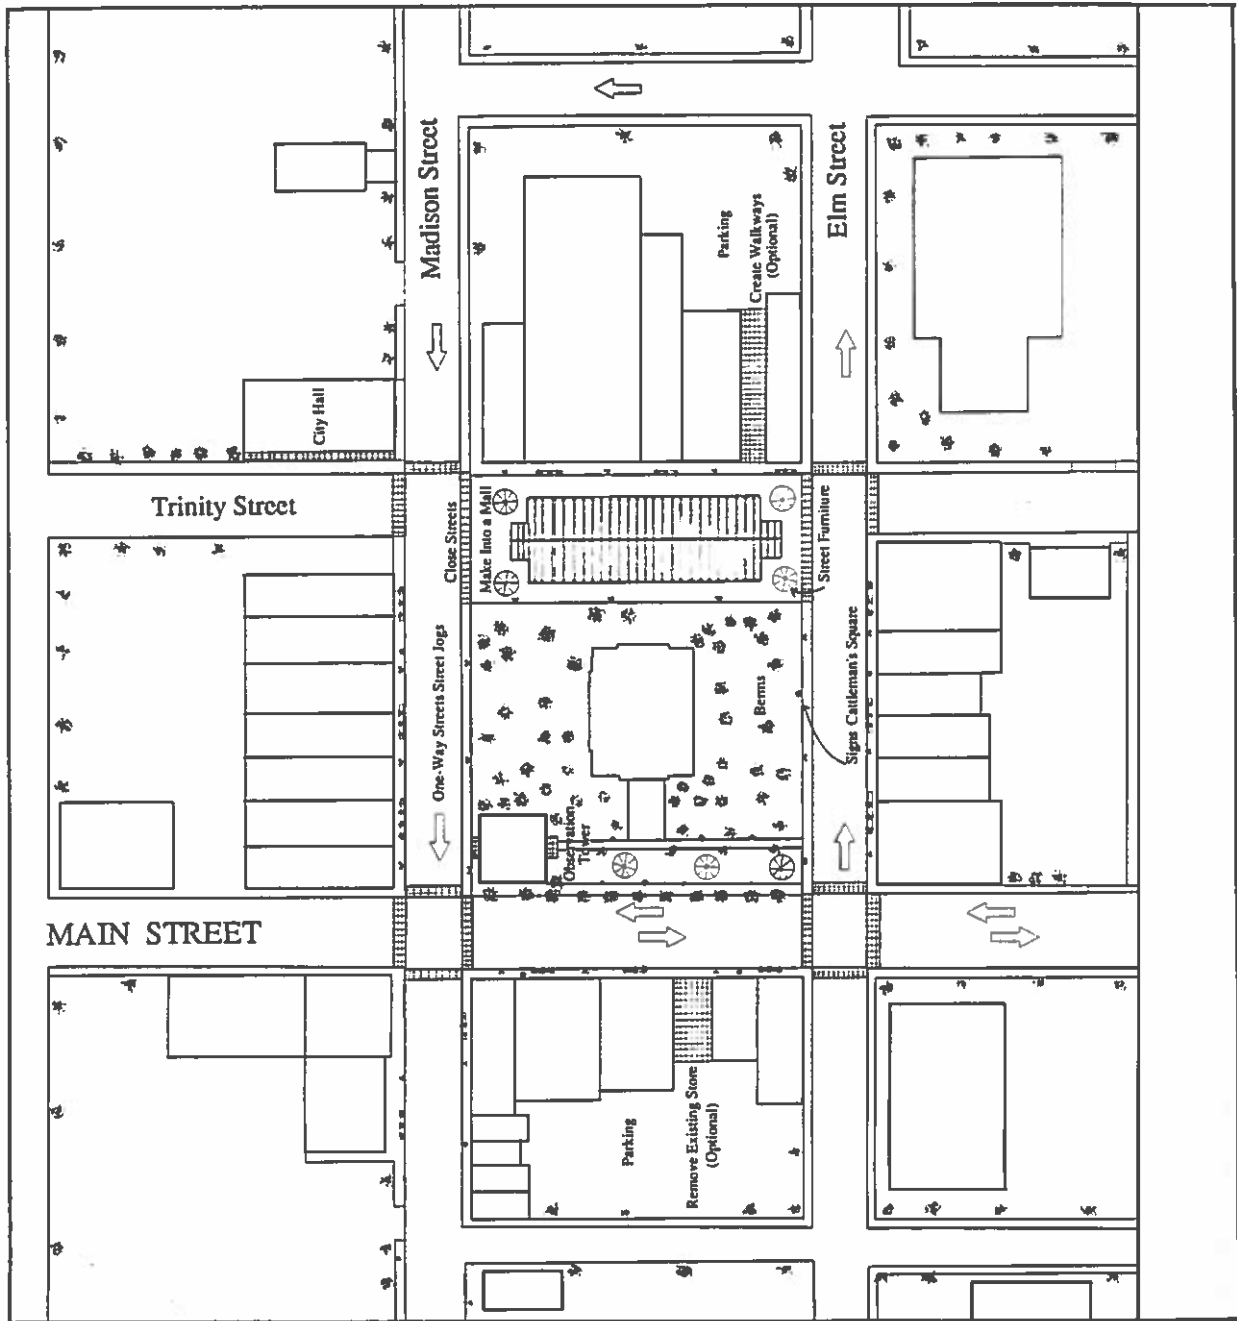 Madison Street
Elm Street
Parking
Create Walkways
(Optional)
City Hall
Trinity Street
Close Streets
Make Into a Mall
Street Furniture
One-Way Streets Street Jogs
Berms
Signs Cattleman's Square
Observation
Tower
MAIN STREET
Parking
Remove Existing Store
(Optional)